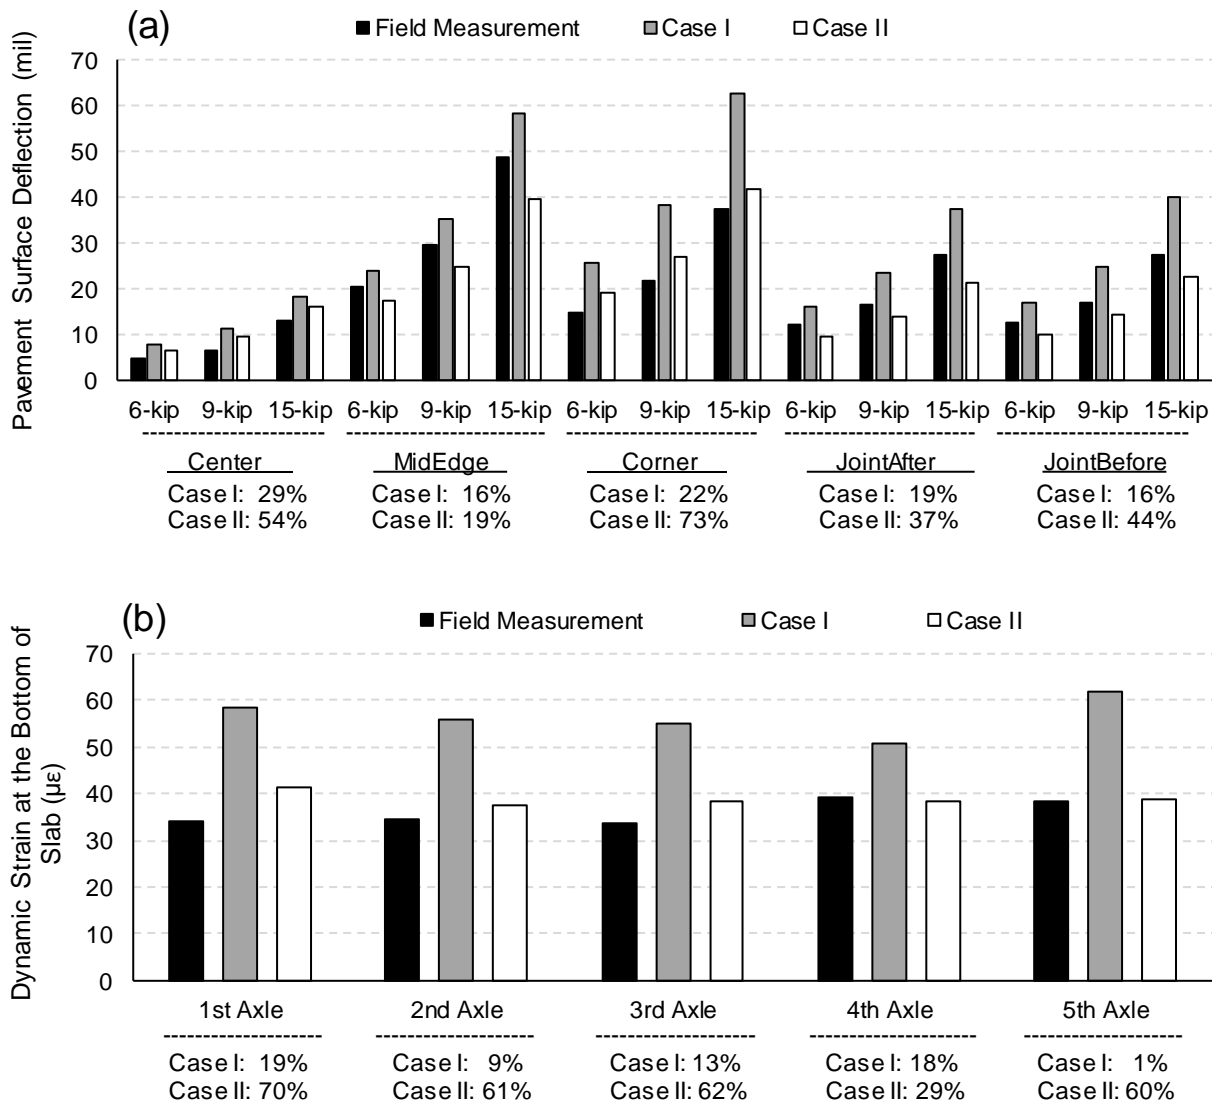 (a)
Field Measurement Case I Case II
Pavement Surface Deflection (mil)
70
60
50
40
30
20
10
0
6-kip 9-kip 15-kip 6-kip 9-kip 15-kip 6-kip 9-kip 15-kip 6-kip 9-kip 15-kip 6-kip 9-kip 15-kip
Center MidEdge Corner JointAfter JointBefore
Case I: 29% Case I: 16% Case I: 22% Case I: 19% Case I: 16%
Case II: 54% Case II: 19% Case II: 73% Case II: 37% Case II: 44%
(b)
Field Measurement Case I Case II
Dynamic Strain at the Bottom of
Slab (με)
70
60
50
40
30
20
10
0
1st Axle 2nd Axle 3rd Axle 4th Axle 5th Axle
Case I: 19% Case I: 9% Case I: 13% Case I: 18% Case I: 1%
Case II: 70% Case II: 61% Case II: 62% Case II: 29% Case II: 60%